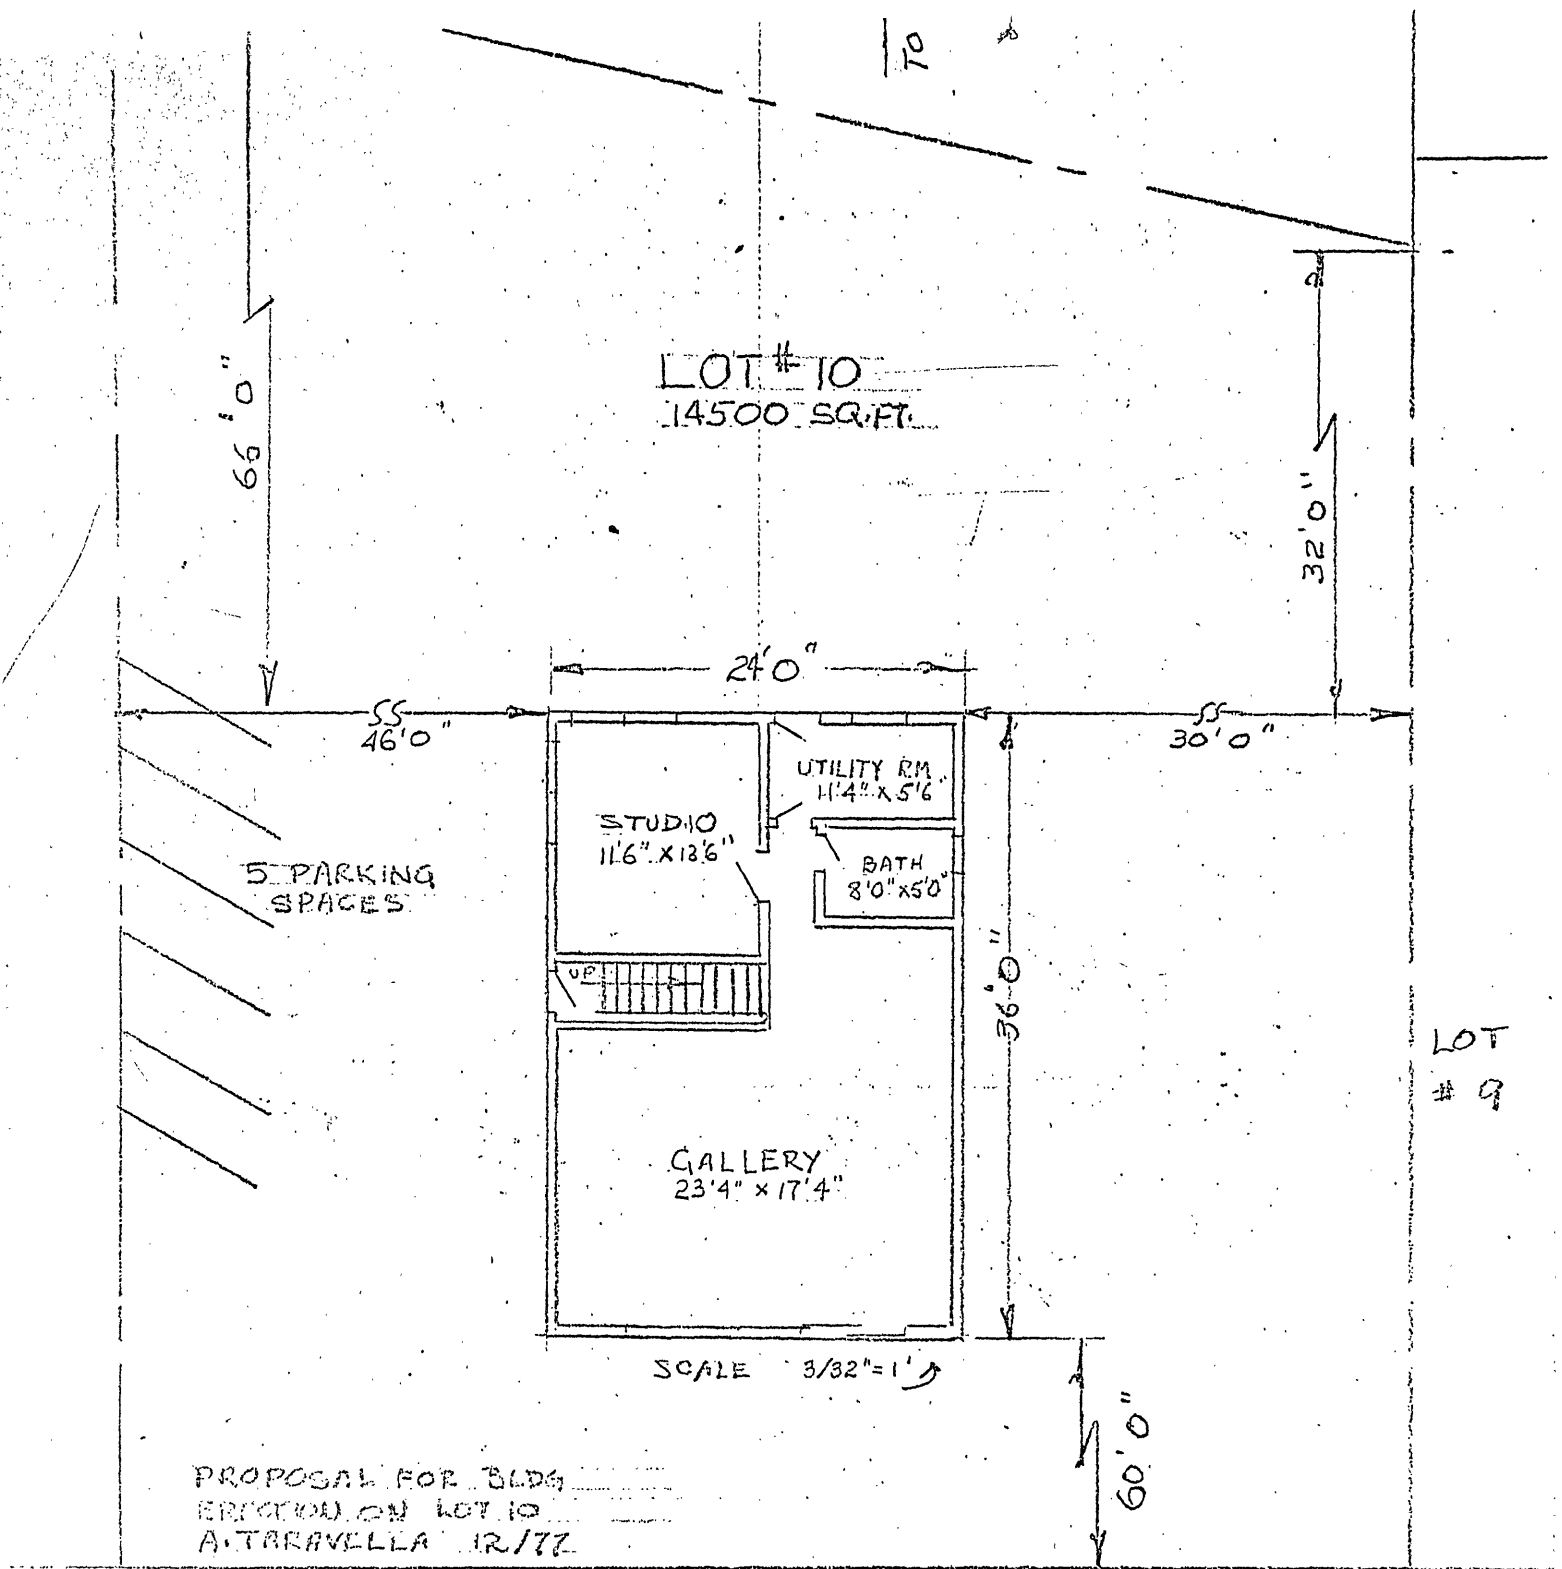 TO
LOT # 10
14500 SQ.FT.
66'0"
32'0"
24'0"
46'0"
30'0"
UTILITY RM
11'4" x 5'6"
STUDIO
11'6" x 13'6"
BATH
8'0" x 5'0"
5 PARKING
SPACES
UP
36'0"
LOT
# 9
GALLERY
23'4" x 17'4"
SCALE 3/32"=1'
60'0"
PROPOSAL FOR BLDG
ERECTION ON LOT 10
A. TARAVELLA 12/77